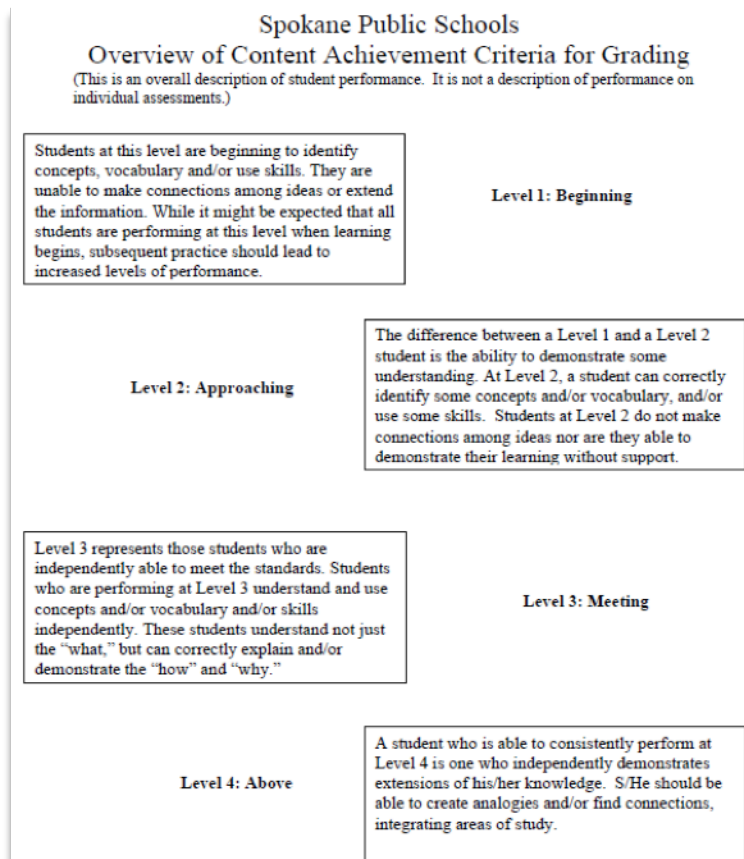 Spokane Public Schools
Overview of Content Achievement Criteria for Grading
(This is an overall description of student performance.  It is not a description of performance on
individual assessments.)
Students at this level are beginning to identify
concepts, vocabulary and/or use skills. They are
unable to make connections among ideas or extend
the information. While it might be expected that all
students are performing at this level when learning
begins, subsequent practice should lead to
increased levels of performance.
Level 1: Beginning
Level 2: Approaching
The difference between a Level 1 and a Level 2
student is the ability to demonstrate some
understanding. At Level 2, a student can correctly
identify some concepts and/or vocabulary, and/or
use some skills.  Students at Level 2 do not make
connections among ideas nor are they able to
demonstrate their learning without support.
Level 3 represents those students who are
independently able to meet the standards. Students
who are performing at Level 3 understand and use
concepts and/or vocabulary and/or skills
independently. These students understand not just
the “what,” but can correctly explain and/or
demonstrate the “how” and “why.”
Level 3: Meeting
Level 4: Above
A student who is able to consistently perform at
Level 4 is one who independently demonstrates
extensions of his/her knowledge.  S/He should be
able to create analogies and/or find connections,
integrating areas of study.